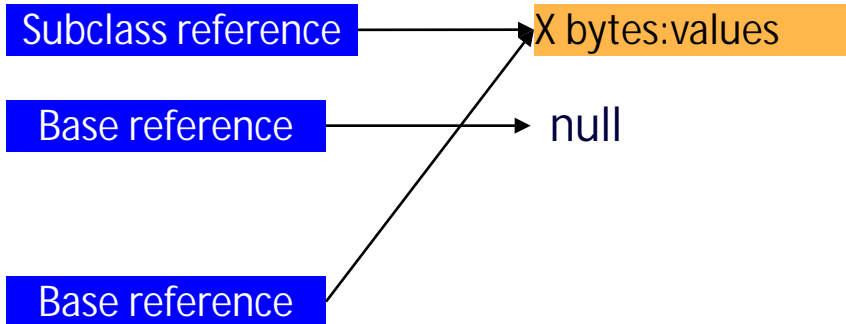 Subclass reference
X bytes:values
Base reference
null
Base reference